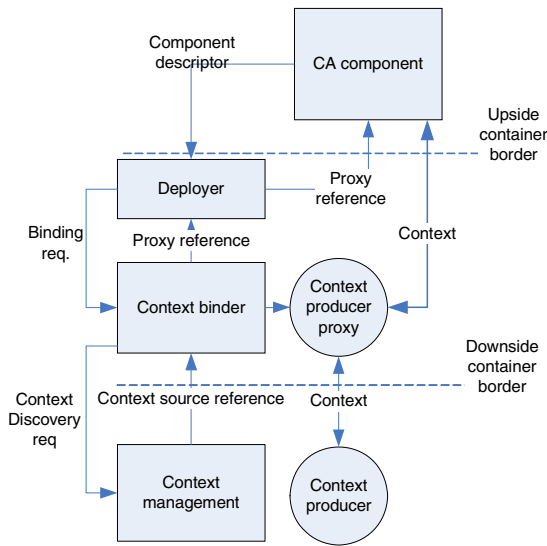 Component
descriptor
CA component
Upside
container
border
Deployer
Proxy
reference
Binding
req.
Proxy reference
Context
Context binder
Context
producer
proxy
Downside
container
border
Context
Discovery
req
Context source reference
Context
Context
management
Context
producer